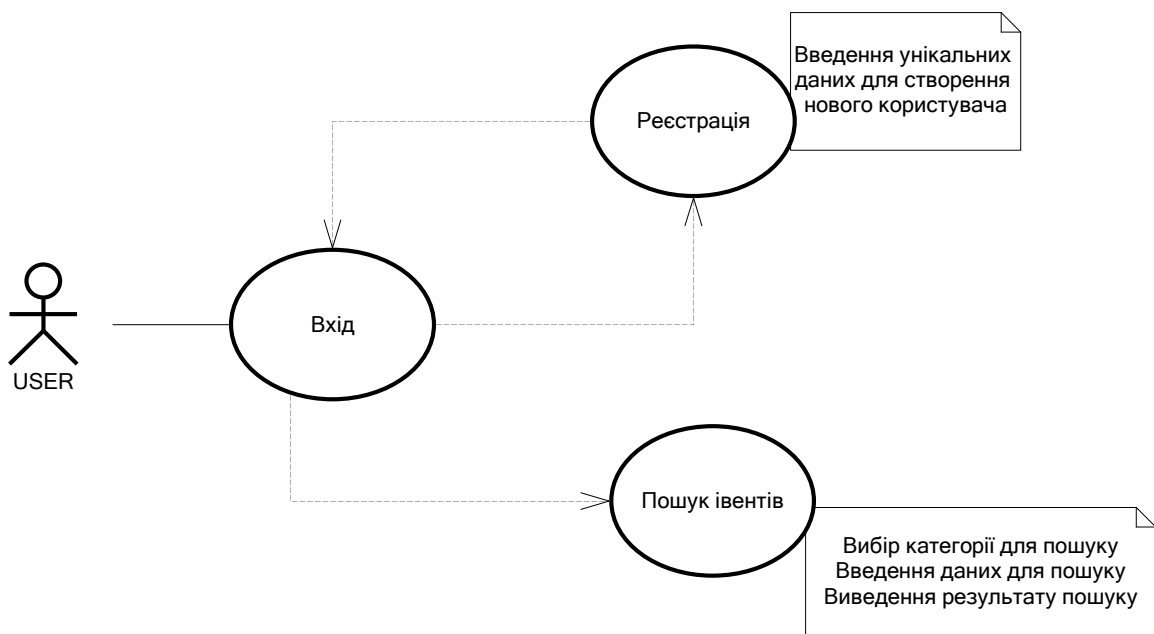 Введення унікальних
даних для створення
нового користувача
Реєстрація
Вхід
USER
Пошук івентів
Вибір категорії для пошуку
Введення даних для пошуку
Виведення результату пошуку